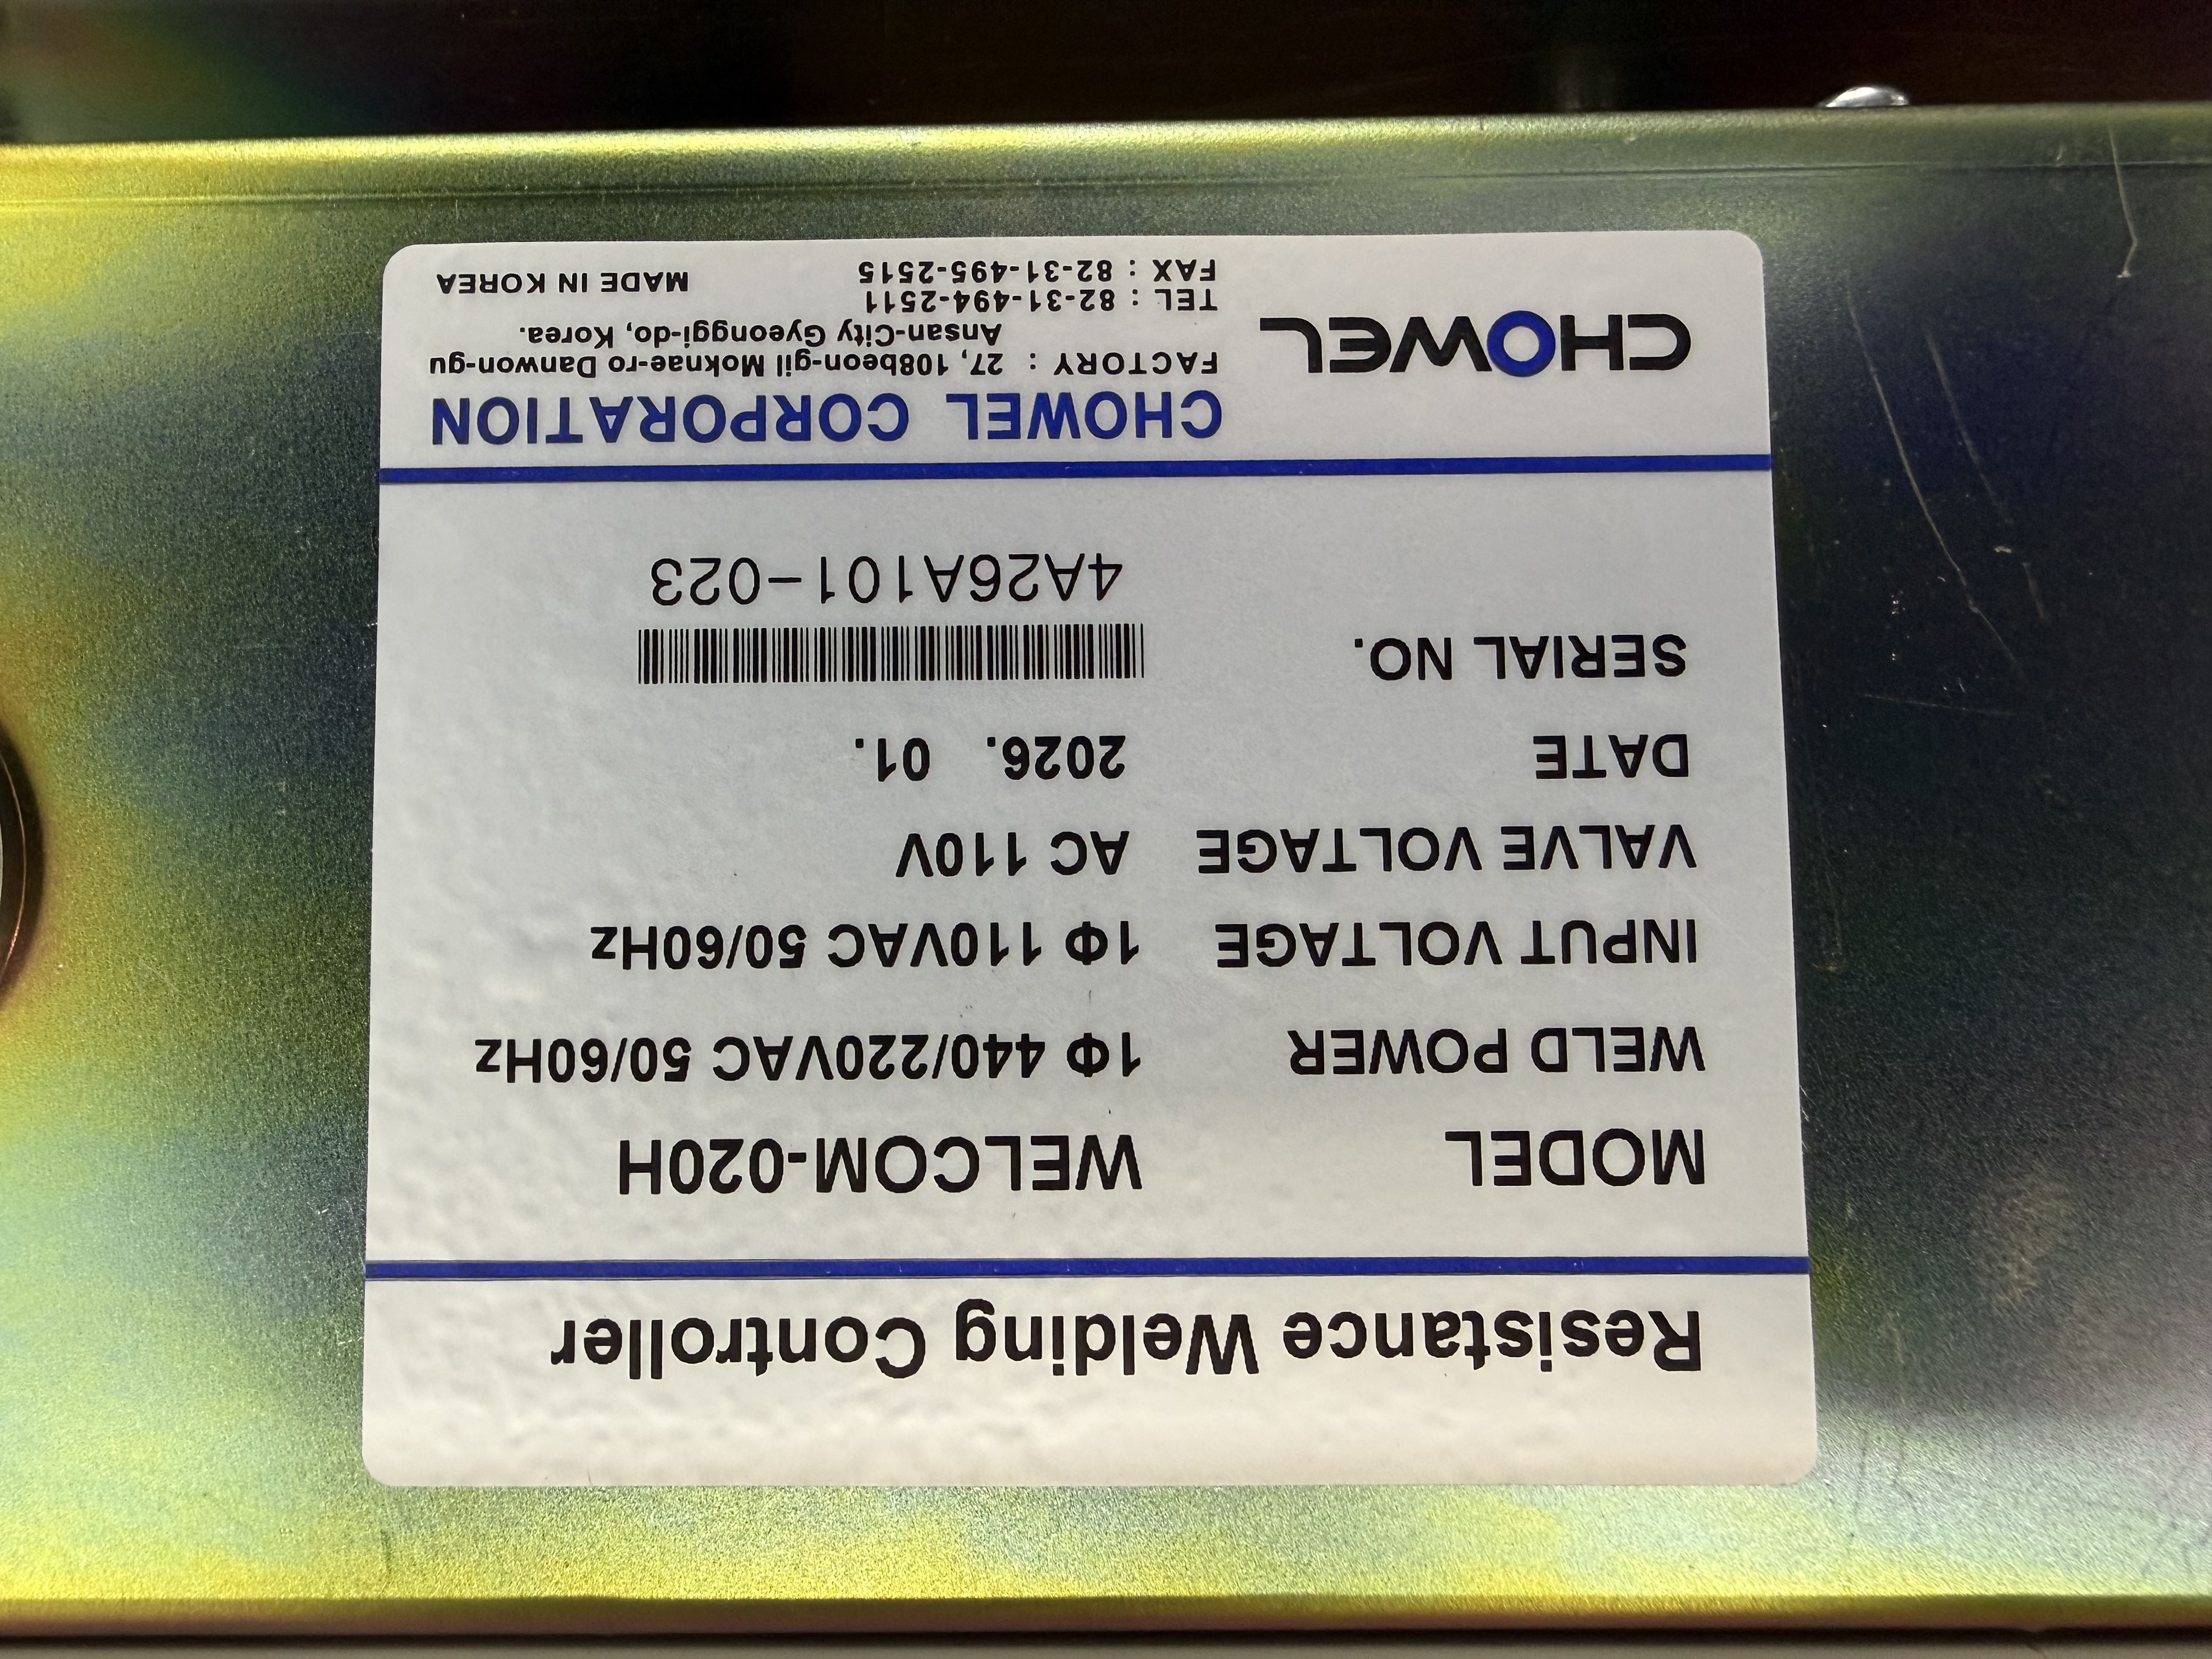 Resistance Welding Controller
MODEL WELCOM-020H
WELD POWER 1Φ 440/220VAC 50/60Hz
INPUT VOLTAGE 1Φ 110VAC 50/60Hz
VALVE VOLTAGE AC 110V
DATE 2026. 01.
SERIAL NO.
4A26A101-023
CHOWEL
CHOWEL CORPORATION
FACTORY : 27, 108beon-gil Moknae-ro Danwon-gu
Ansan-City Gyeonggi-do, Korea.
TEL : 82-31-494-2511
FAX : 82-31-495-2515 MADE IN KOREA